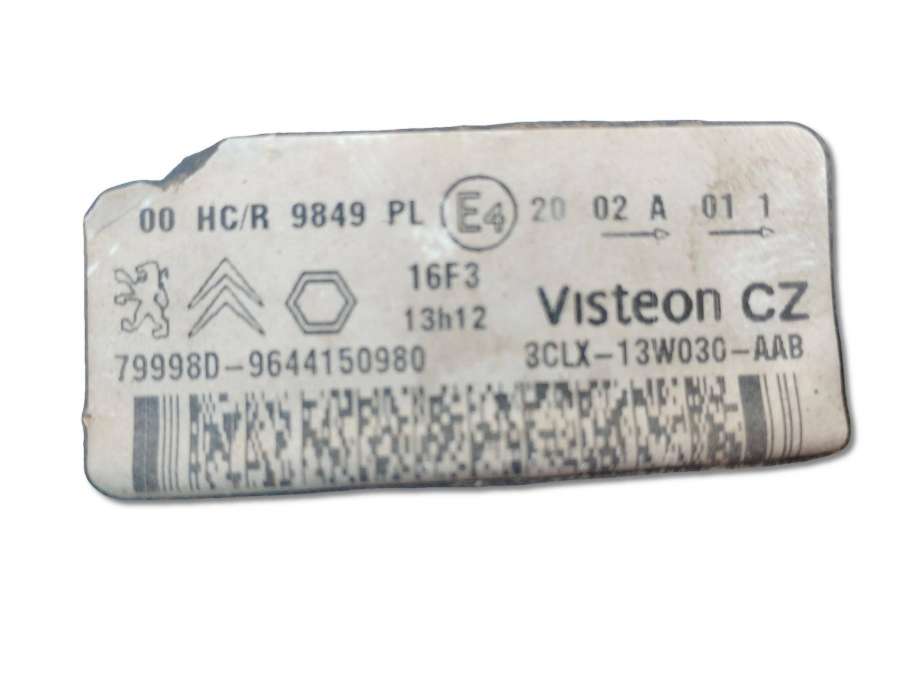 00 HC/R 9849 PL E4 20 02 A 01 1
16F3
13h12
Visteon CZ
79998D-9644150980 3CLX-13W030-AAB